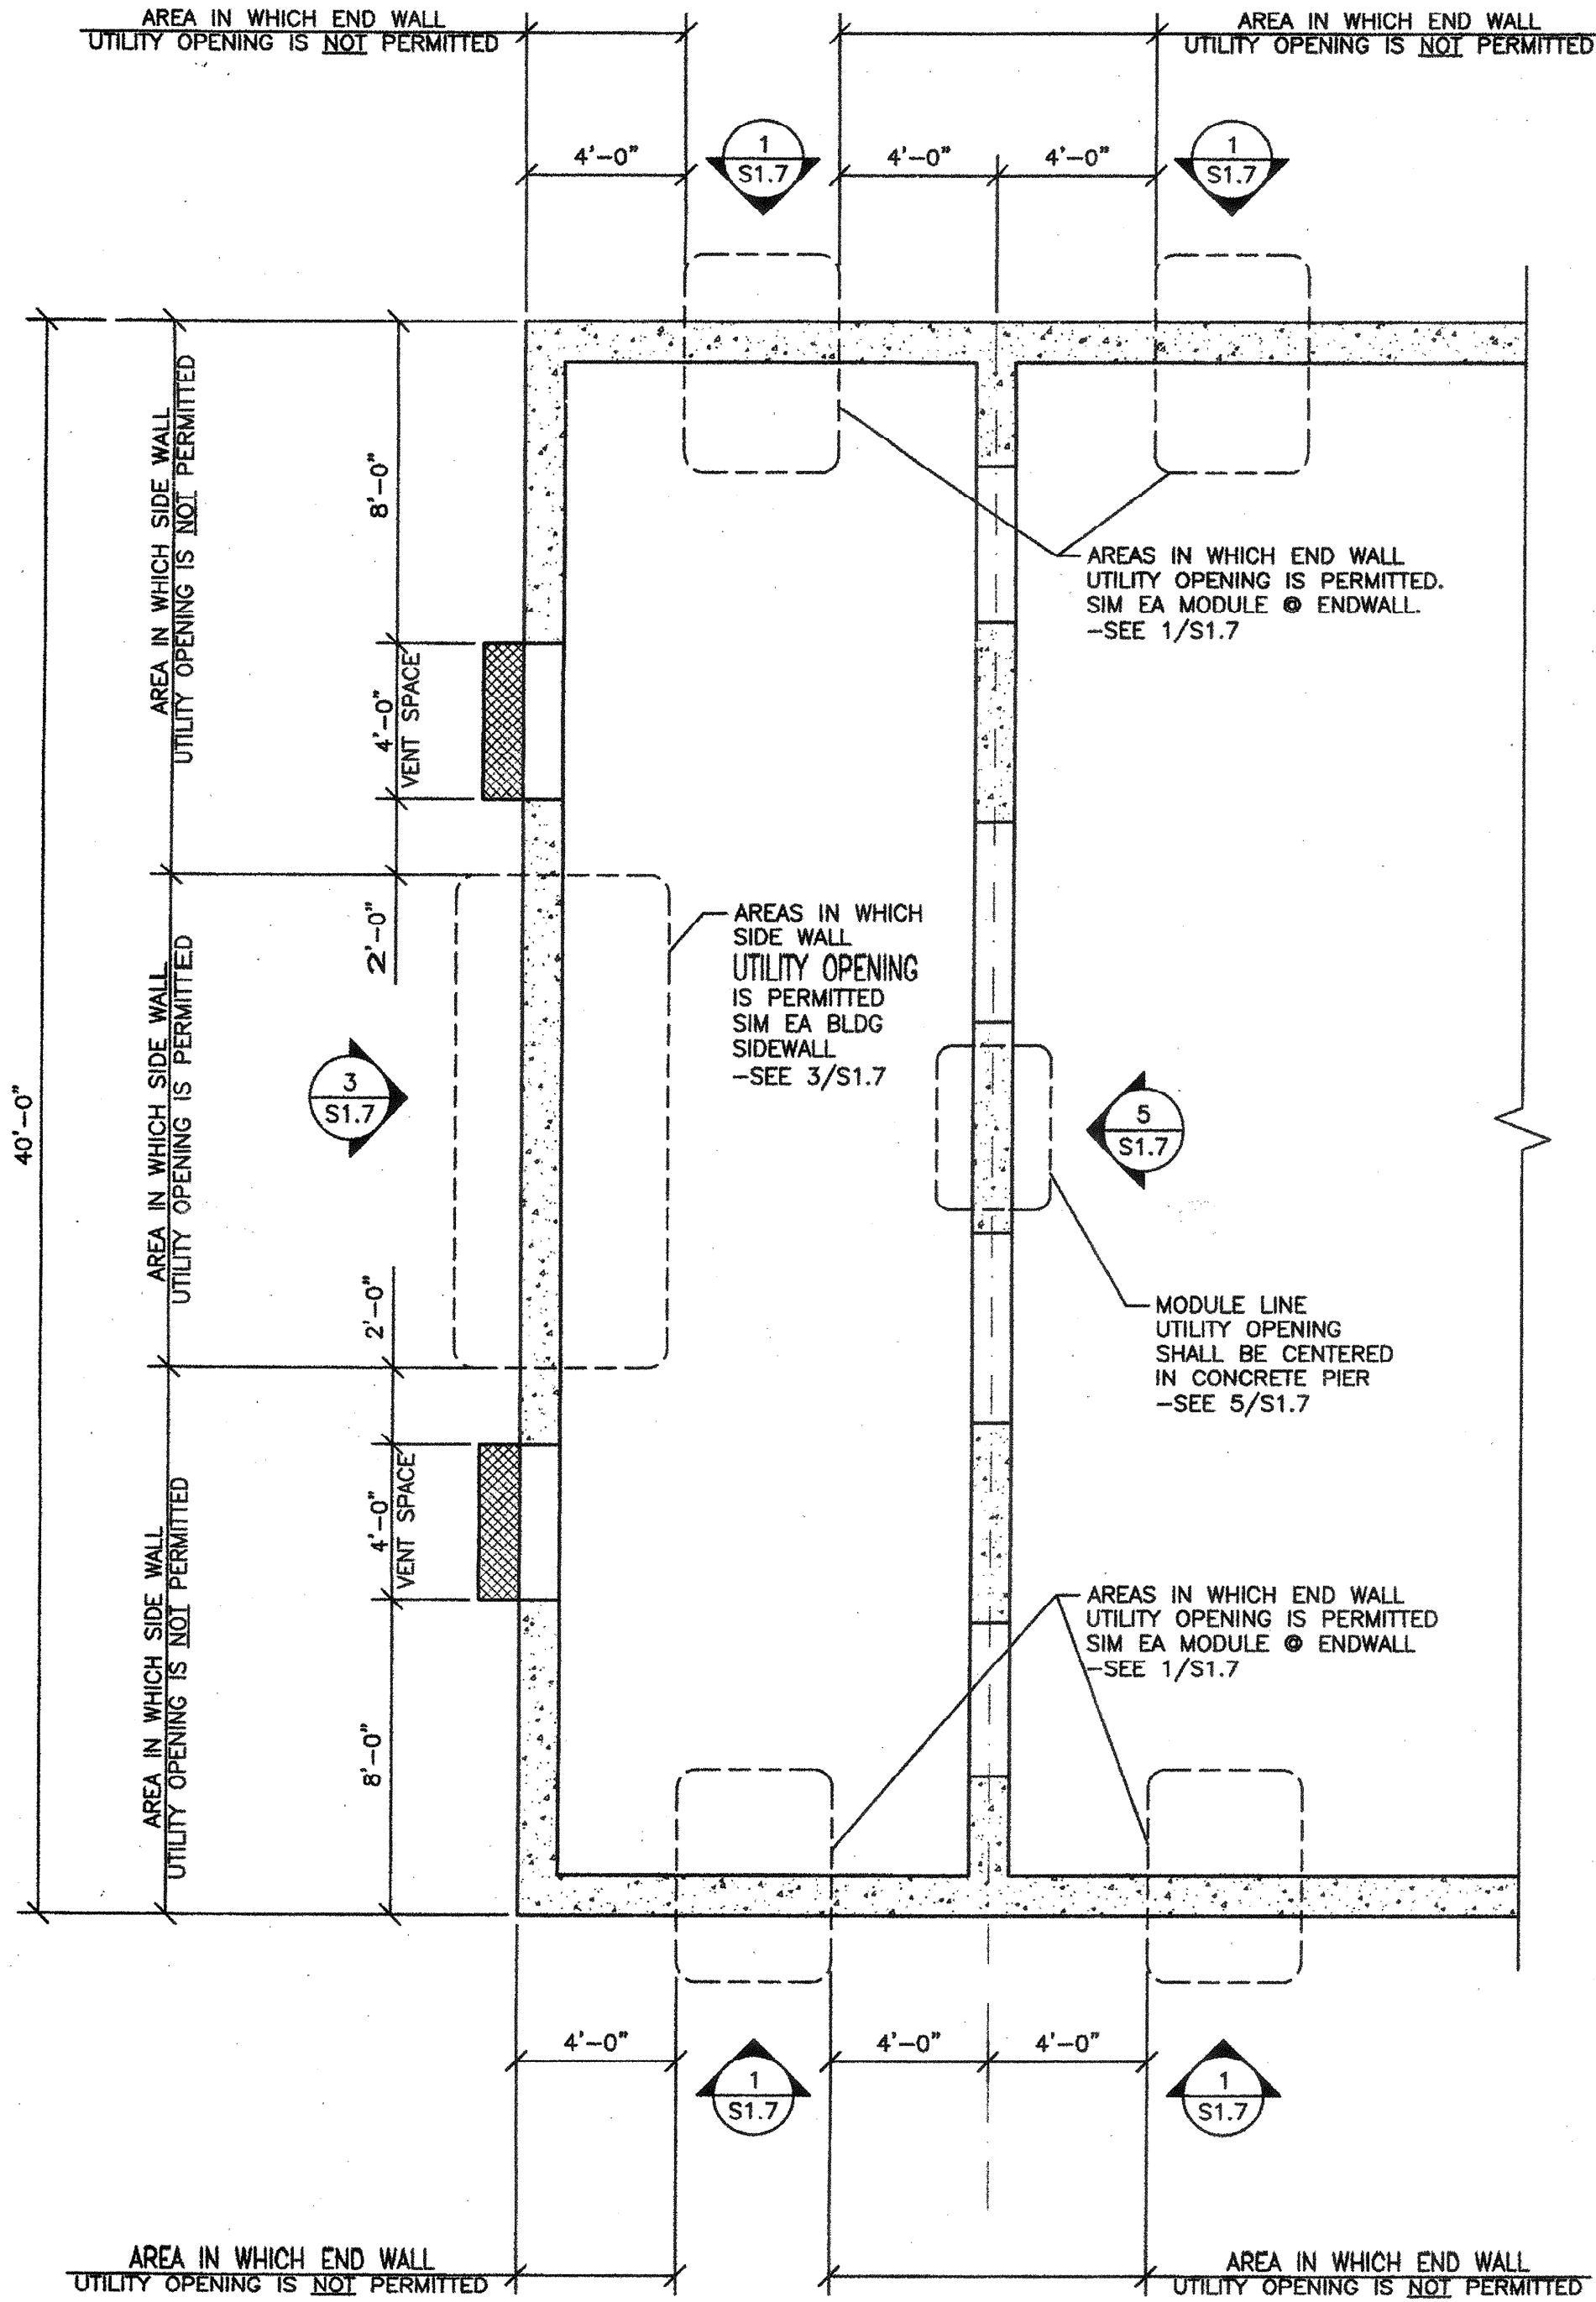 AREA IN WHICH END WALL
UTILITY OPENING IS NOT PERMITTED
AREA IN WHICH END WALL
UTILITY OPENING IS NOT PERMITTED
4'-0"
1
S1.7
4'-0"
4'-0"
1
S1.7
40'-0"
AREA IN WHICH SIDE WALL
UTILITY OPENING IS NOT PERMITTED
8'-0"
4'-0"
VENT SPACE
2'-0"
AREAS IN WHICH END WALL
UTILITY OPENING IS PERMITTED.
SIM EA MODULE @ ENDWALL.
-SEE 1/S1.7
AREAS IN WHICH
SIDE WALL
UTILITY OPENING
IS PERMITTED
SIM EA BLDG
SIDEWALL
-SEE 3/S1.7
AREA IN WHICH SIDE WALL
UTILITY OPENING IS PERMITTED
3
S1.7
5
S1.7
2'-0"
MODULE LINE
UTILITY OPENING
SHALL BE CENTERED
IN CONCRETE PIER
-SEE 5/S1.7
AREA IN WHICH SIDE WALL
UTILITY OPENING IS NOT PERMITTED
4'-0"
VENT SPACE
8'-0"
AREAS IN WHICH END WALL
UTILITY OPENING IS PERMITTED
SIM EA MODULE @ ENDWALL
-SEE 1/S1.7
4'-0"
1
S1.7
4'-0"
4'-0"
1
S1.7
AREA IN WHICH END WALL
UTILITY OPENING IS NOT PERMITTED
AREA IN WHICH END WALL
UTILITY OPENING IS NOT PERMITTED